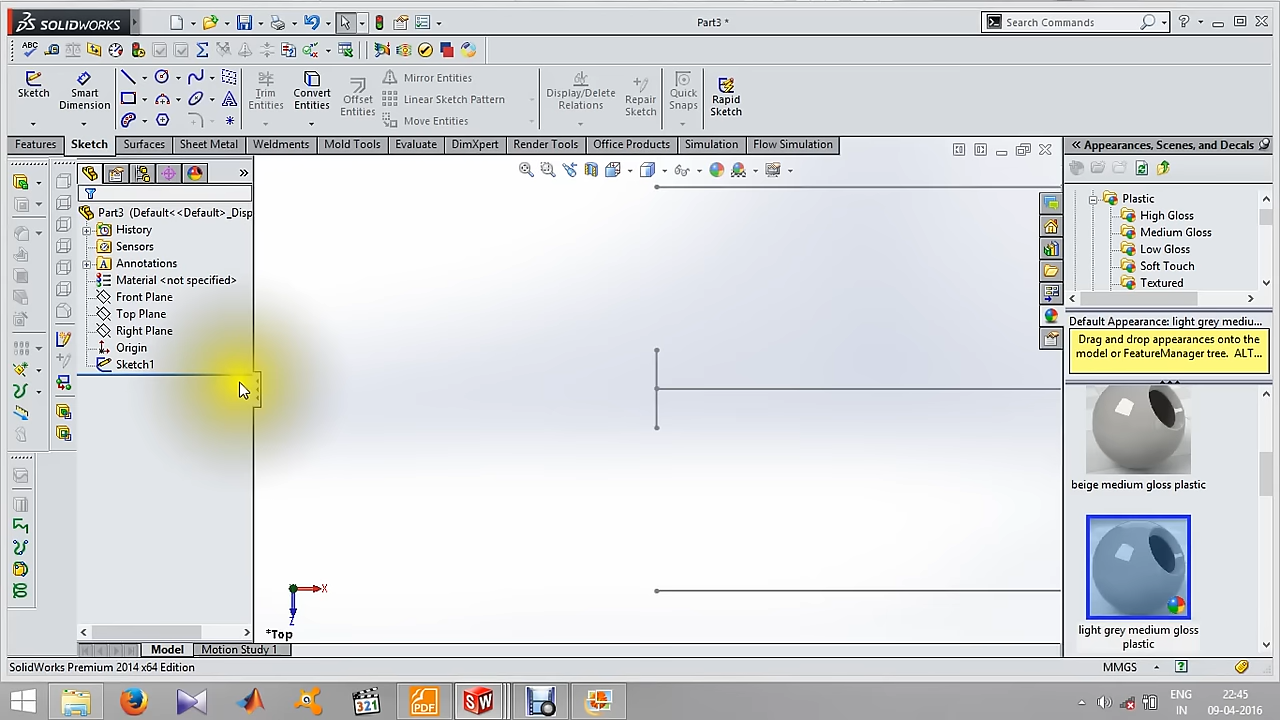 SOLIDWORKS
Part3 *
Search Commands
Sketch
Smart
Dimension
Trim
Entities
Convert
Entities
Offset
Entities
Mirror Entities
Linear Sketch Pattern
Move Entities
Display/Delete
Relations
Repair
Sketch
Quick
Snaps
Rapid
Sketch
Features
Sketch
Surfaces
Sheet Metal
Weldments
Mold Tools
Evaluate
DimXpert
Render Tools
Office Products
Simulation
Flow Simulation
Part3 (Default<<Default>_Disp
History
Sensors
Annotations
Material <not specified>
Front Plane
Top Plane
Right Plane
Origin
Sketch1
X
Z
*Top
Appearances, Scenes, and Decals
Plastic
High Gloss
Medium Gloss
Low Gloss
Soft Touch
Textured
Default Appearance: light grey mediu...
Drag and drop appearances onto the
model or FeatureManager tree. ALT...
beige medium gloss plastic
light grey medium gloss
plastic
Model
Motion Study 1
SolidWorks Premium 2014 x64 Edition
MMGS
321
PDF
SW
ENG
IN
22:45
09-04-2016